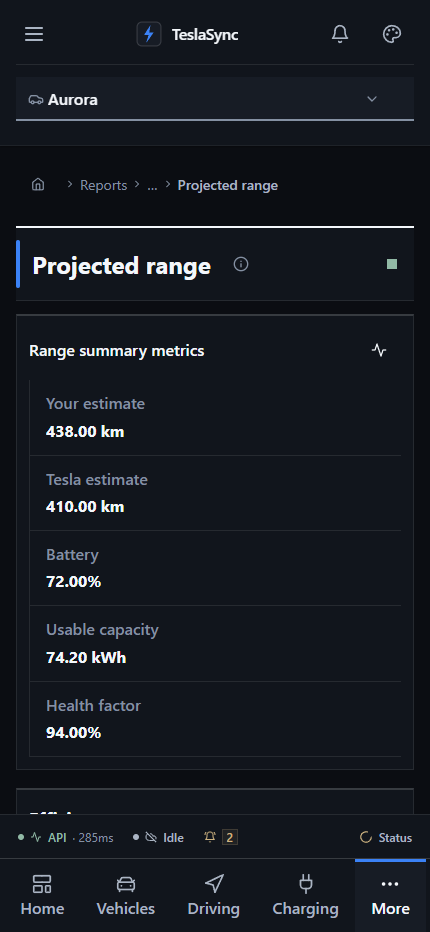 TeslaSync
Aurora
Reports > ... > Projected range
Projected range
Range summary metrics
Your estimate
438.00 km
Tesla estimate
410.00 km
Battery
72.00%
Usable capacity
74.20 kWh
Health factor
94.00%
API · 285ms Idle 2 Status
Home Vehicles Driving Charging More